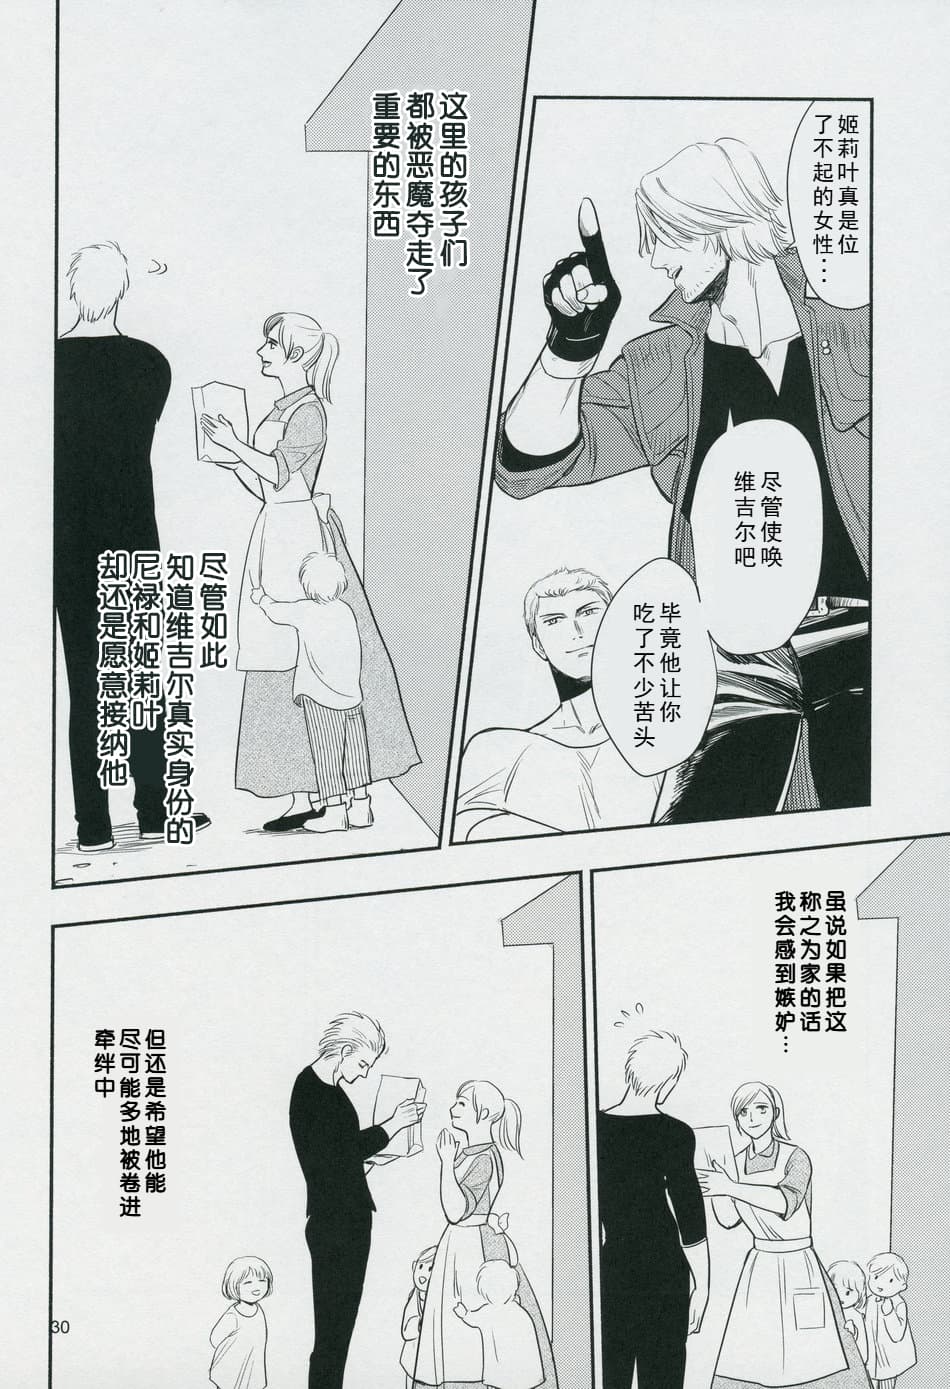 姬莉叶真是位
了不起的女性…
尽管使唤
维吉尔吧
毕竟他让你
吃了不少苦头
这里的孩子们
都被恶魔夺走了
重要的东西
尽管如此
知道维吉尔真实身份的
尼禄和姬莉叶
却还是愿意接纳他
虽说如果把这
称之为家的话
我会感到嫉妒…
但还是希望他能
尽可能多地被卷进
牵绊中
30